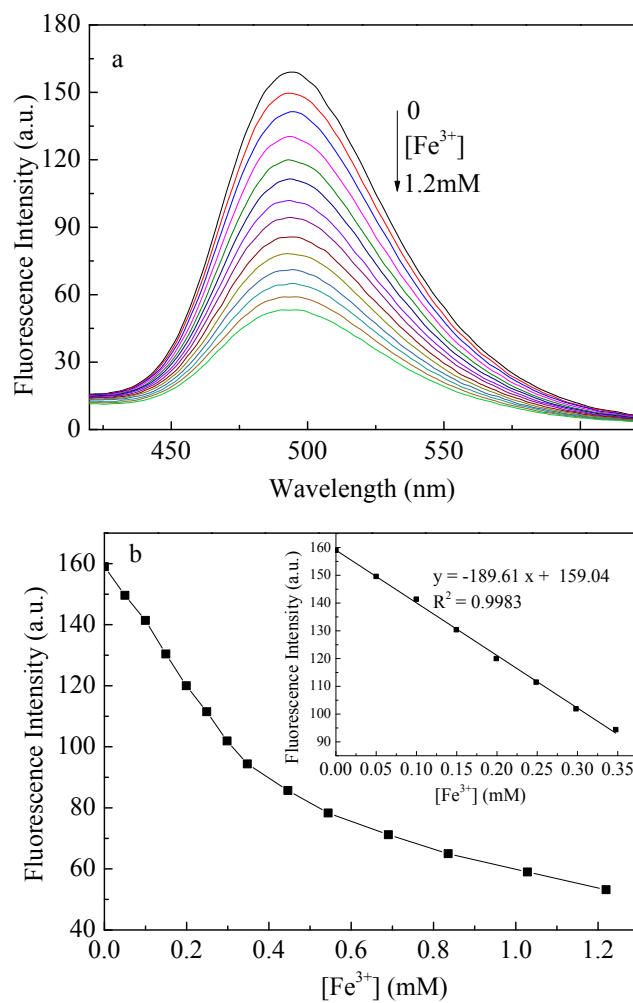 a
180
150
120
90
60
30
0
Fluorescence Intensity (a.u.)
0
[Fe³⁺]
1.2mM
450 500 550 600
Wavelength (nm)
b
160
140
120
100
80
60
40
Fluorescence Intensity (a.u.)
0.0 0.2 0.4 0.6 0.8 1.0 1.2
[Fe³⁺] (mM)
160
150
140
130
120
110
100
90
Fluorescence Intensity (a.u.)
y = -189.61 x + 159.04
R² = 0.9983
0.00 0.05 0.10 0.15 0.20 0.25 0.30 0.35
[Fe³⁺] (mM)